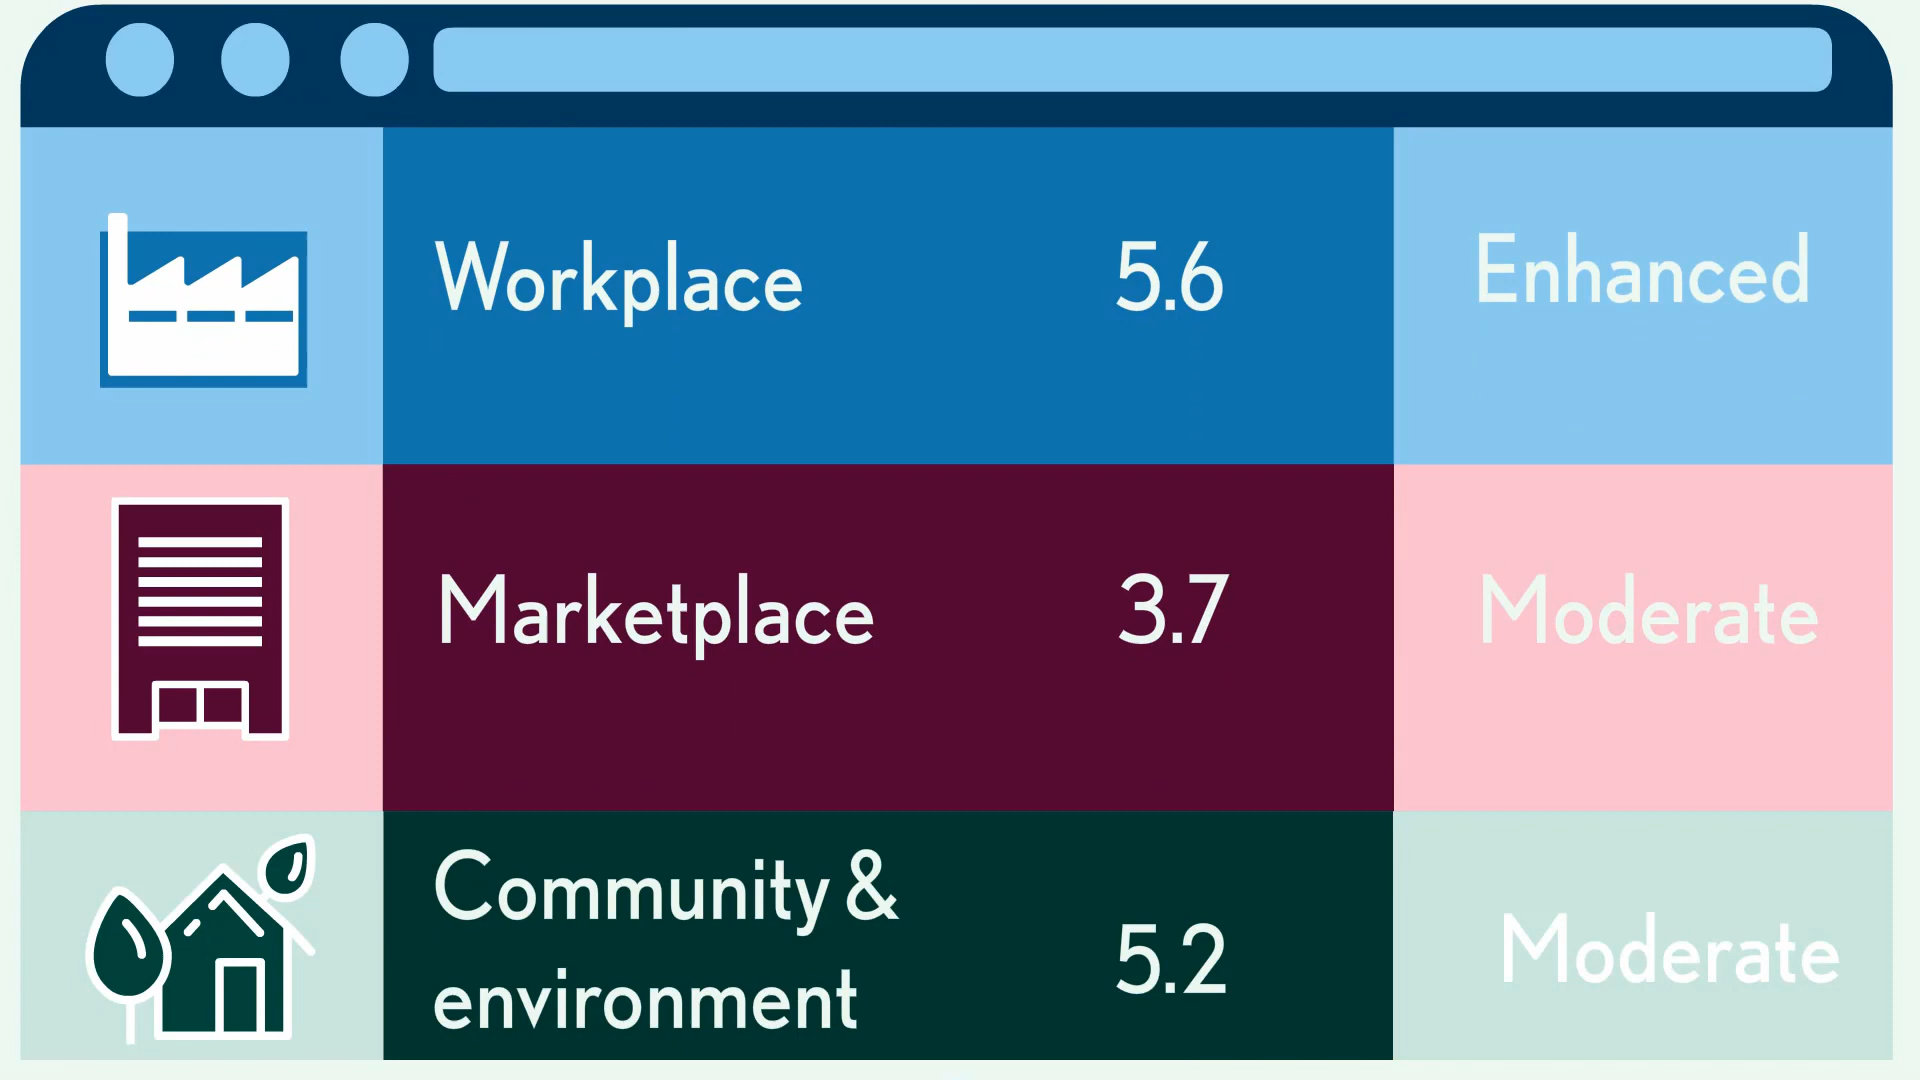 Workplace 5.6 Enhanced
Marketplace 3.7 Moderate
Community &
environment 5.2 Moderate